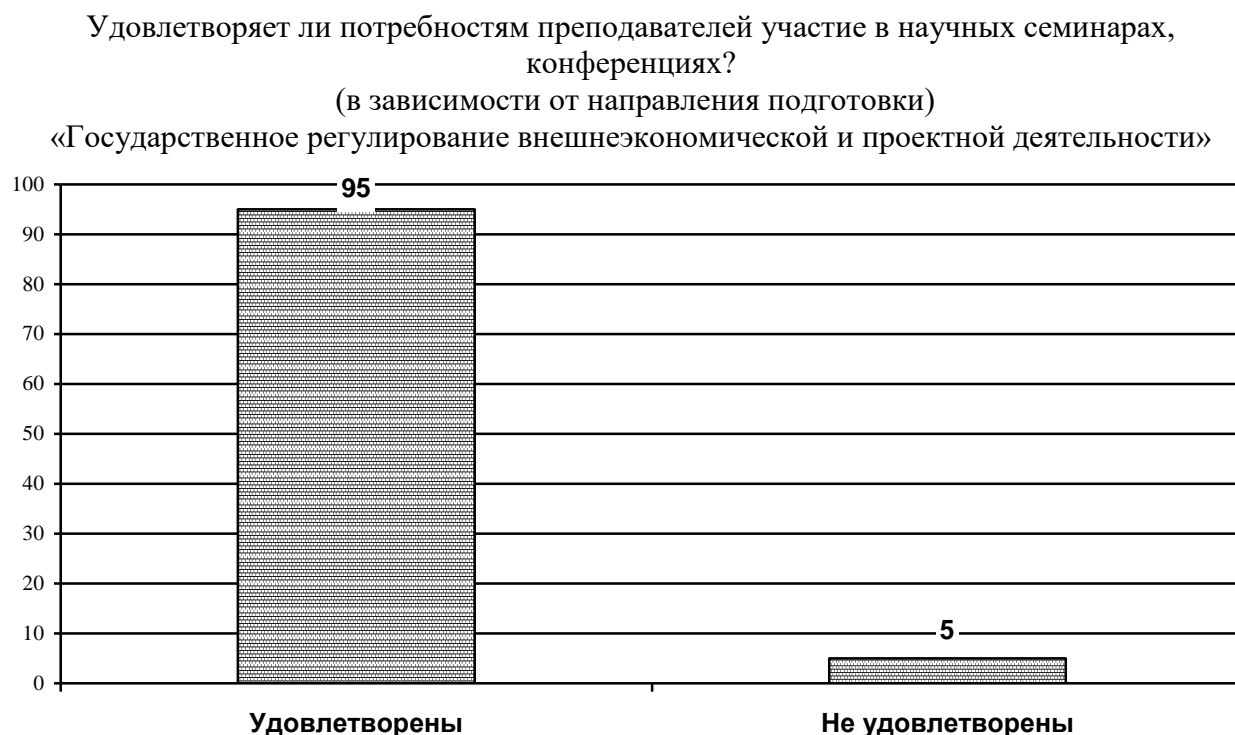 Удовлетворяет ли потребностям преподавателей участие в научных семинарах,
конференциях?
(в зависимости от направления подготовки)
«Государственное регулирование внешнеэкономической и проектной деятельности»
100
90
80
70
60
50
40
30
20
10
0
95
5
Удовлетворены
Не удовлетворены